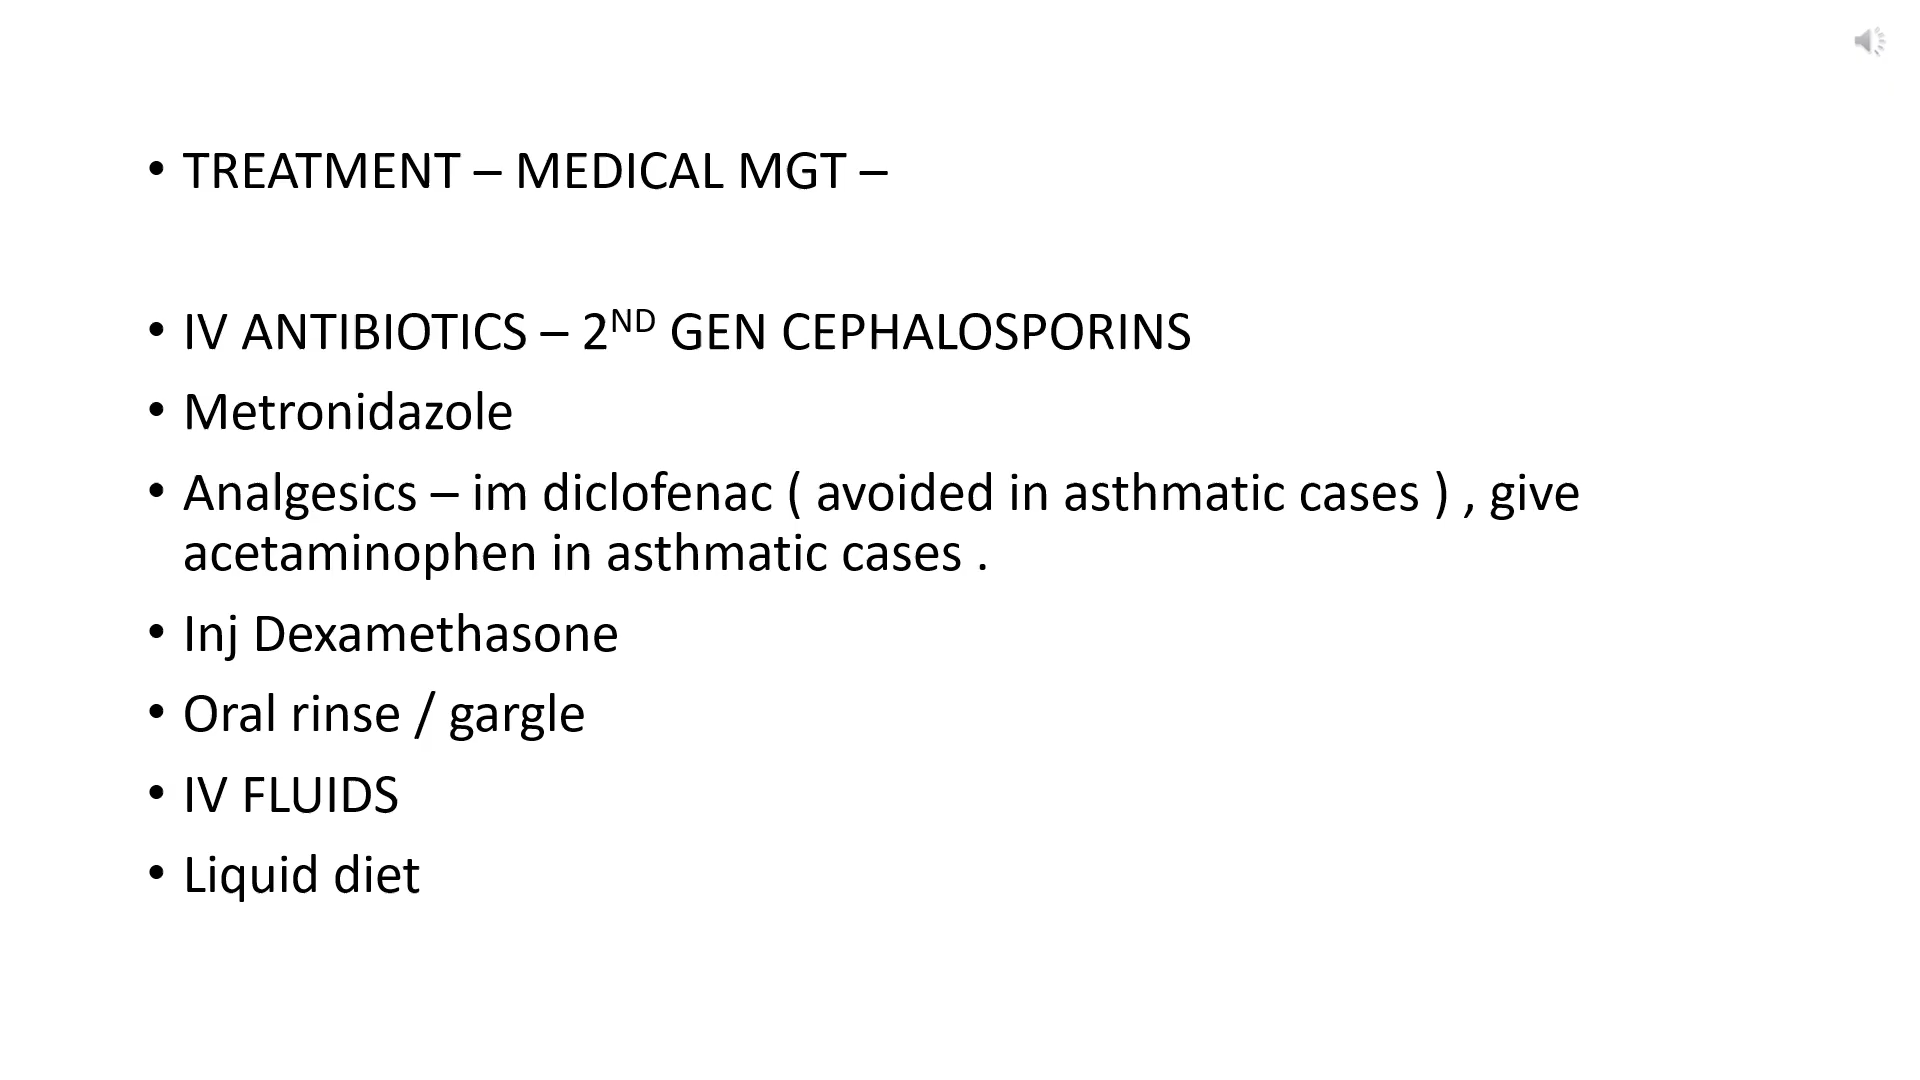 • TREATMENT – MEDICAL MGT –
• IV ANTIBIOTICS – 2ND GEN CEPHALOSPORINS
• Metronidazole
• Analgesics – im diclofenac ( avoided in asthmatic cases ) , give
acetaminophen in asthmatic cases .
• Inj Dexamethasone
• Oral rinse / gargle
• IV FLUIDS
• Liquid diet